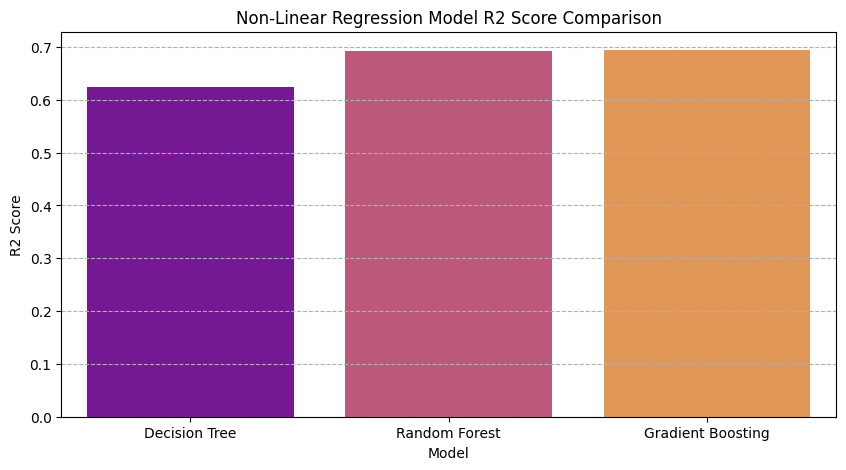 Non-Linear Regression Model R2 Score Comparison
0.7
0.6
0.5
0.4
0.3
0.2
0.1
0.0
R2 Score
Decision Tree
Random Forest
Gradient Boosting
Model